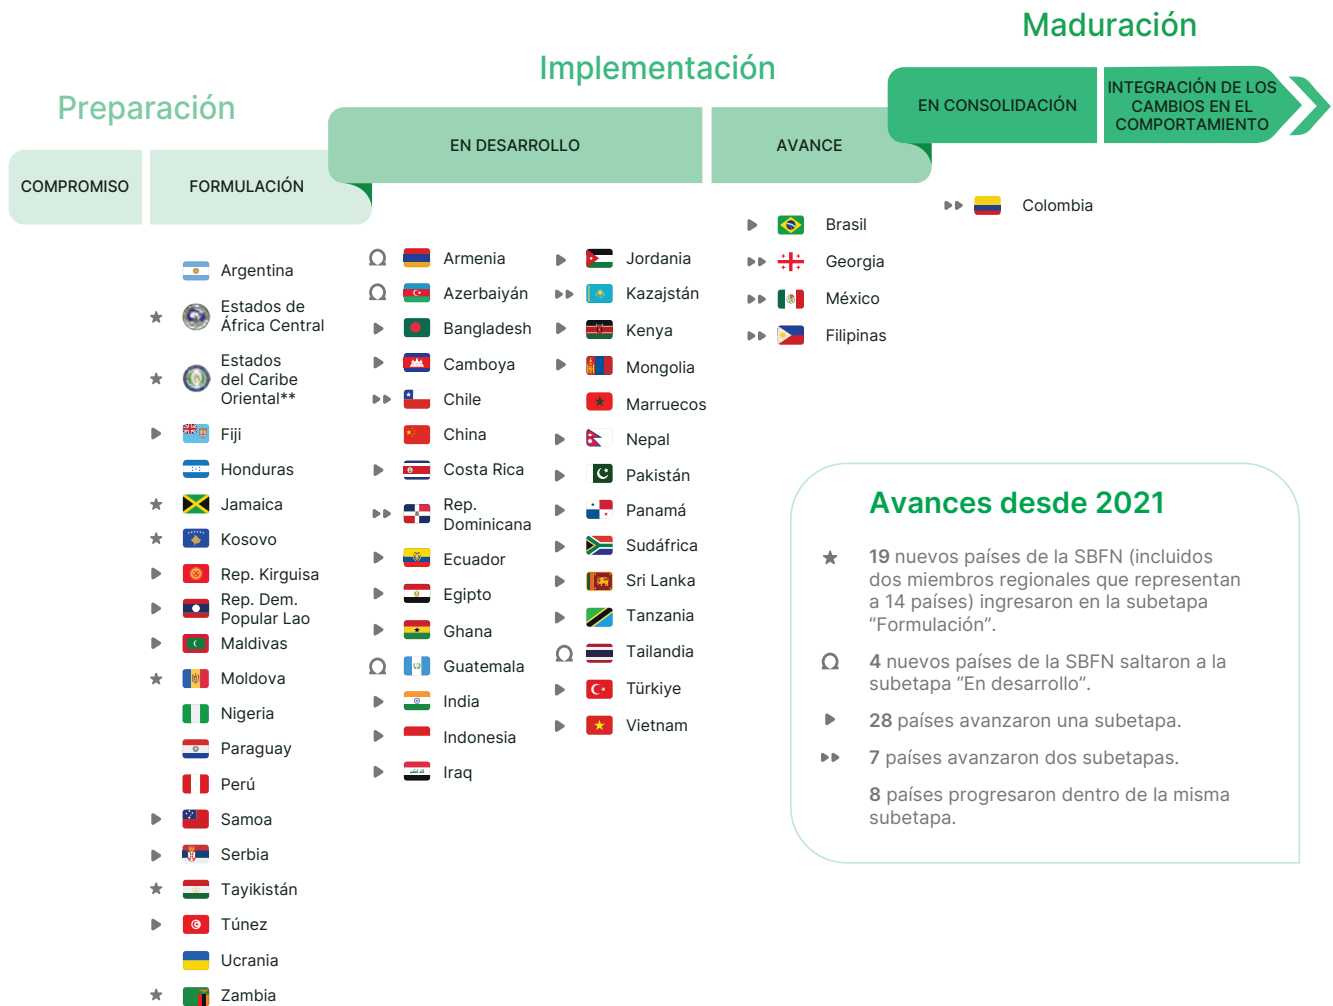 Preparación
Implementación
Maduración
COMPROMISO
FORMULACIÓN
EN DESARROLLO
AVANCE
EN CONSOLIDACIÓN
INTEGRACIÓN DE LOS
CAMBIOS EN EL
COMPORTAMIENTO
Argentina
Estados de
África Central
Estados
del Caribe
Oriental**
Fiji
Honduras
Jamaica
Kosovo
Rep. Kirguisa
Rep. Dem.
Popular Lao
Maldivas
Moldova
Nigeria
Paraguay
Perú
Samoa
Serbia
Tayikistán
Túnez
Ucrania
Zambia
Armenia
Azerbaiyán
Bangladesh
Camboya
Chile
China
Costa Rica
Rep.
Dominicana
Ecuador
Egipto
Ghana
Guatemala
India
Indonesia
Iraq
Jordania
Kazajstán
Kenya
Mongolia
Marruecos
Nepal
Pakistán
Panamá
Sudáfrica
Sri Lanka
Tanzania
Tailandia
Türkiye
Vietnam
Brasil
Georgia
México
Filipinas
Colombia
Avances desde 2021
19 nuevos países de la SBFN (incluidos
dos miembros regionales que representan
a 14 países) ingresaron en la subetapa
“Formulación”.
4 nuevos países de la SBFN saltaron a la
subetapa “En desarrollo”.
28 países avanzaron una subetapa.
7 países avanzaron dos subetapas.
8 países progresaron dentro de la misma
subetapa.